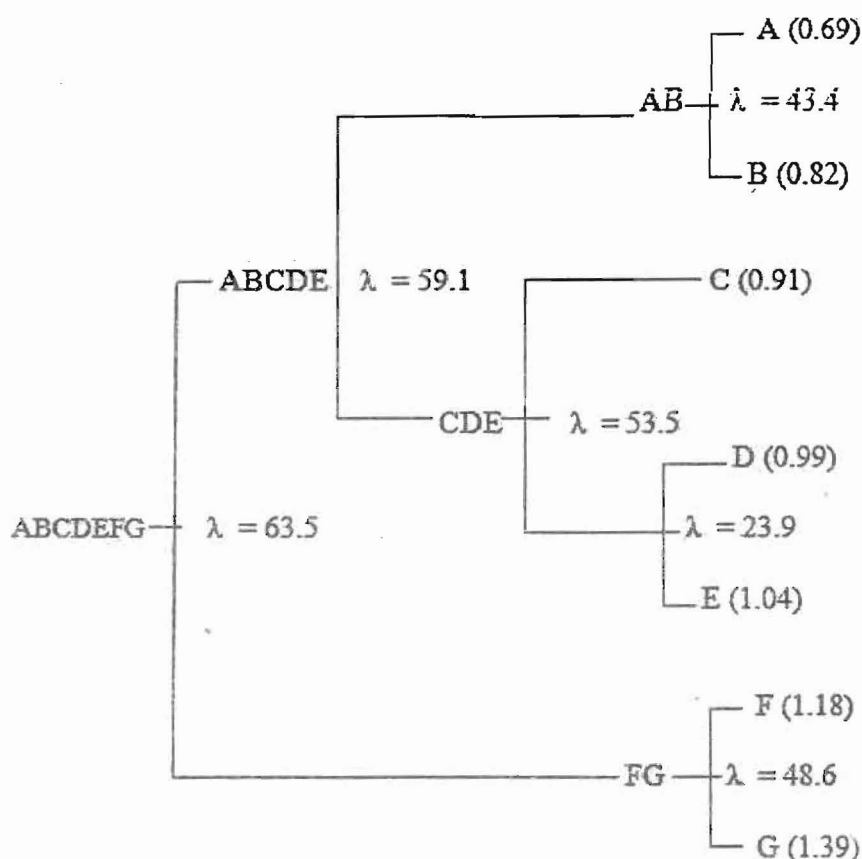 A (0.69)
AB λ = 43.4
B (0.82)
ABCDE λ = 59.1
C (0.91)
CDE λ = 53.5
D (0.99)
ABCDEFG λ = 63.5
λ = 23.9
E (1.04)
F (1.18)
FG λ = 48.6
G (1.39)